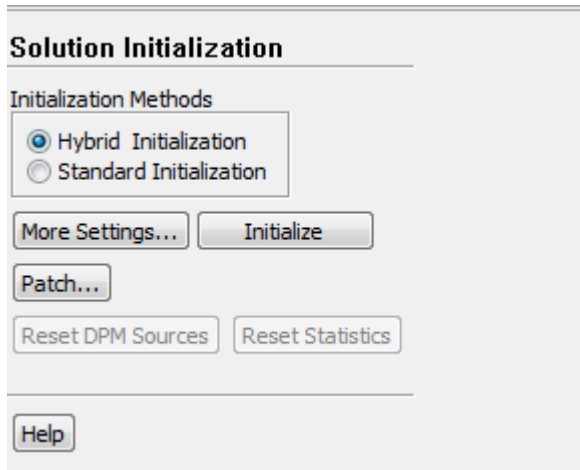 Solution Initialization
Initialization Methods
Hybrid Initialization
Standard Initialization
More Settings... Initialize
Patch...
Reset DPM Sources Reset Statistics
Help